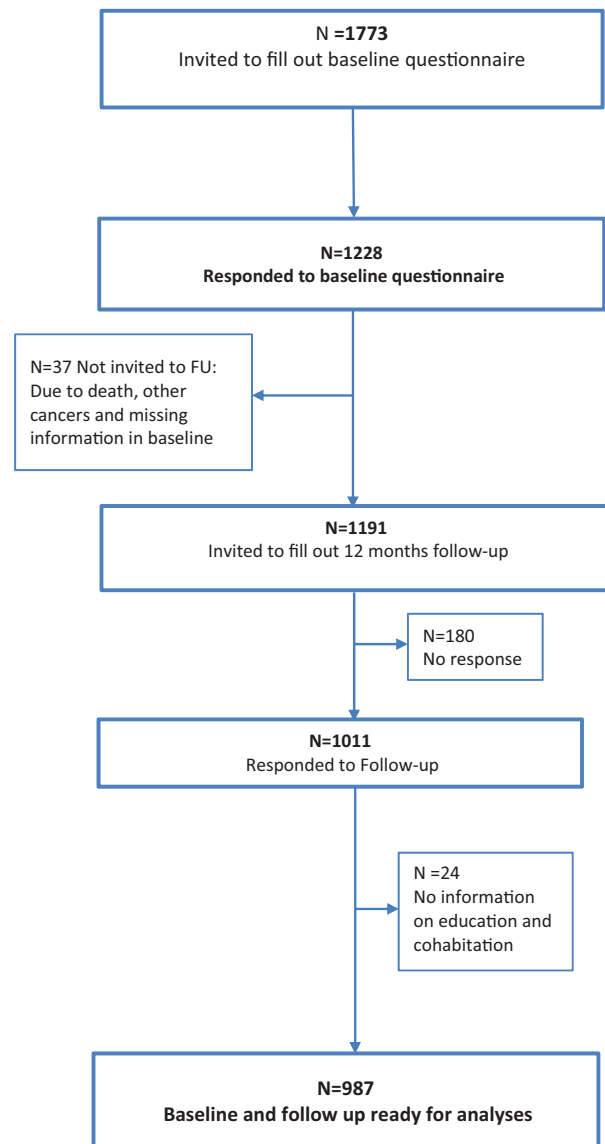 N =1773
Invited to fill out baseline questionnaire
N=1228
Responded to baseline questionnaire
N=37 Not invited to FU:
Due to death, other
cancers and missing
information in baseline
N=1191
Invited to fill out 12 months follow-up
N=180
No response
N=1011
Responded to Follow-up
N =24
No information
on education and
cohabitation
N=987
Baseline and follow up ready for analyses